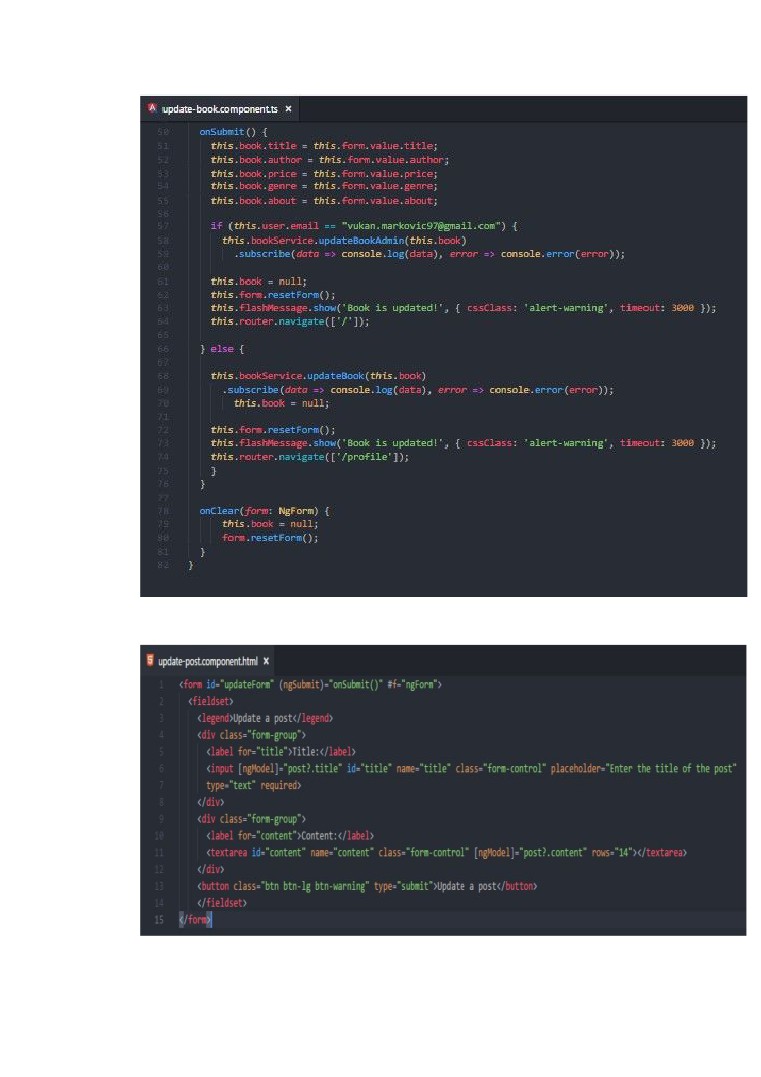 update-book.component.ts ×
50 onSubmit() {
51 this.book.title = this.form.value.title;
52 this.book.author = this.form.value.author;
53 this.book.price = this.form.value.price;
54 this.book.genre = this.form.value.genre;
55 this.book.about = this.form.value.about;
56
57 if (this.user.email == "vukan.markovic97@gmail.com") {
58 this.bookService.updateBookAdmin(this.book)
59 .subscribe(data => console.log(data), error => console.error(error));
60
61 this.book = null;
62 this.form.resetForm();
63 this.flashMessage.show('Book is updated!', { cssClass: 'alert-warning', timeout: 3000 });
64 this.router.navigate(['/']);
65
66 } else {
67
68 this.bookService.updateBook(this.book)
69 .subscribe(data => console.log(data), error => console.error(error));
70 this.book = null;
71
72 this.form.resetForm();
73 this.flashMessage.show('Book is updated!', { cssClass: 'alert-warning', timeout: 3000 });
74 this.router.navigate(['/profile']);
75 }
76 }
77
78 onClear(form: NgForm) {
79 this.book = null;
80 form.resetForm();
81 }
82 }
update-post.component.html ×
1 <form id="updateForm" (ngSubmit)="onSubmit()" #f="ngForm">
2 <fieldset>
3 <legend>Update a post</legend>
4 <div class="form-group">
5 <label for="title">Title:</label>
6 <input [ngModel]="post?.title" id="title" name="title" class="form-control" placeholder="Enter the title of the post"
7 type="text" required>
8 </div>
9 <div class="form-group">
10 <label for="content">Content:</label>
11 <textarea id="content" name="content" class="form-control" [ngModel]="post?.content" rows="14"></textarea>
12 </div>
13 <button class="btn btn-lg btn-warning" type="submit">Update a post</button>
14 </fieldset>
15 </form>